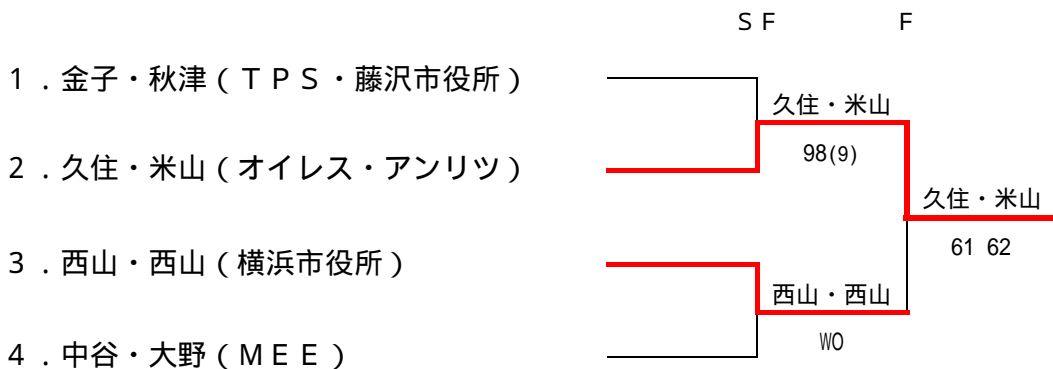 ＳＦ Ｆ
１．金子・秋津（ＴＰＳ・藤沢市役所）
久住・米山
98(9)
２．久住・米山（オイレス・アンリツ）
久住・米山
61 62
３．西山・西山（横浜市役所）
西山・西山
WO
４．中谷・大野（ＭＥＥ）